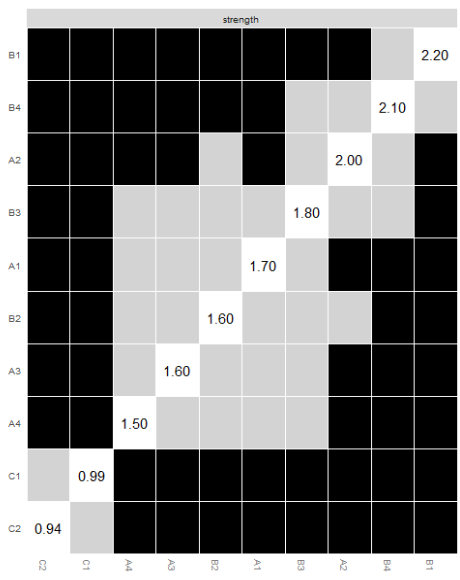 strength
B1 2.20
B4 2.10
A2 2.00
B3 1.80
A1 1.70
B2 1.60
A3 1.60
A4 1.50
C1 0.99
C2 0.94
C2 C1 A4 A3 B2 A1 B3 A2 B4 B1